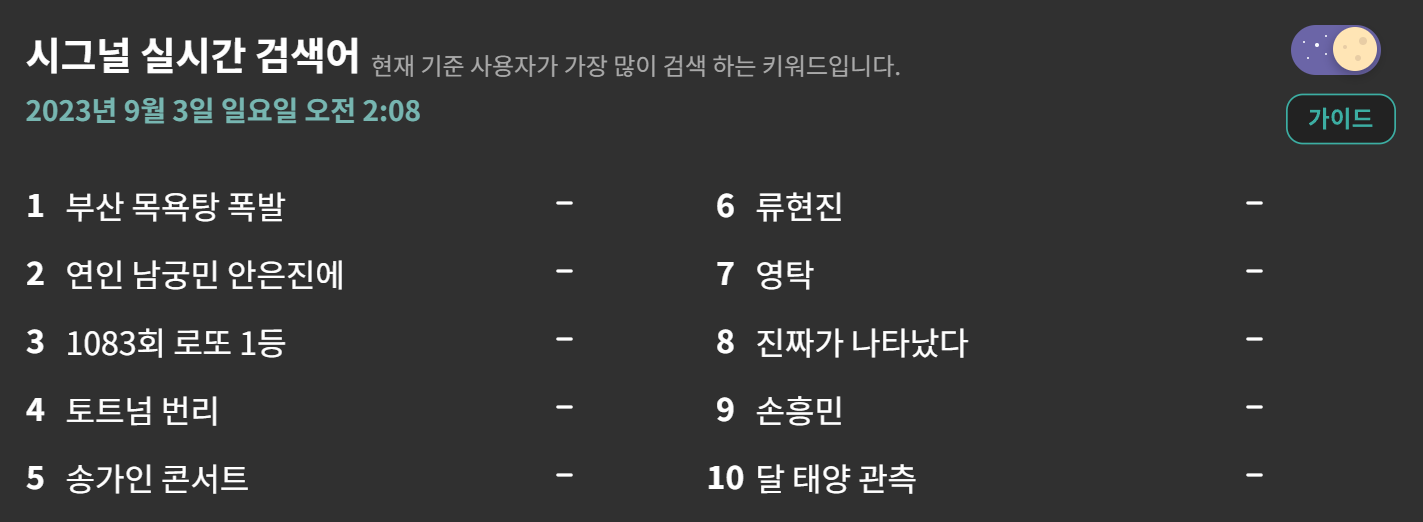 시그널 실시간 검색어 현재 기준 사용자가 가장 많이 검색 하는 키워드입니다.
2023년 9월 3일 일요일 오전 2:08
가이드
1 부산 목욕탕 폭발 –
2 연인 남궁민 안은진에 –
3 1083회 로또 1등 –
4 토트넘 번리 –
5 송가인 콘서트 –
6 류현진 –
7 영탁 –
8 진짜가 나타났다 –
9 손흥민 –
10 달 태양 관측 –